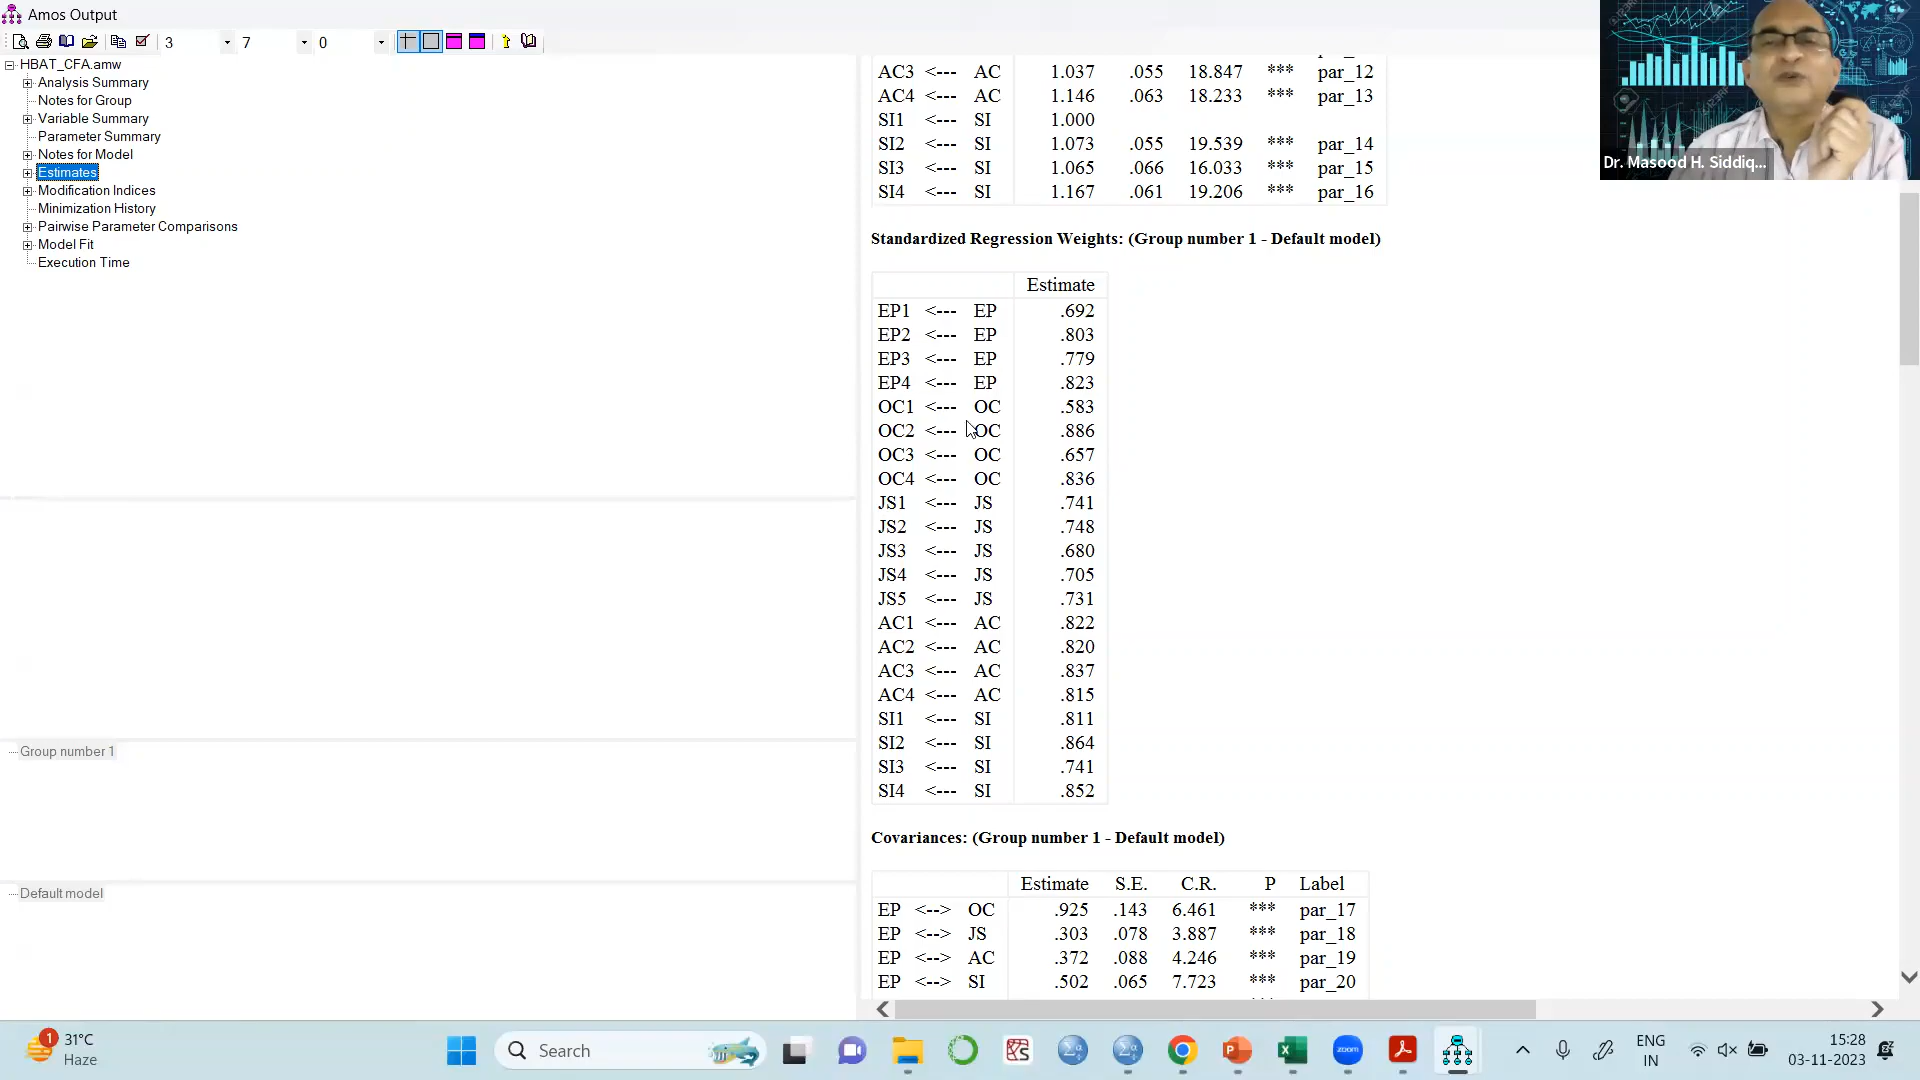 Amos Output
3 7 0
HBAT_CFA.amw
Analysis Summary
Notes for Group
Variable Summary
Parameter Summary
Notes for Model
Estimates
Modification Indices
Minimization History
Pairwise Parameter Comparisons
Model Fit
Execution Time
Group number 1
Default model
AC3 <--- AC 1.037 .055 18.847 *** par_12
AC4 <--- AC 1.146 .063 18.233 *** par_13
SI1 <--- SI 1.000
SI2 <--- SI 1.073 .055 19.539 *** par_14
SI3 <--- SI 1.065 .066 16.033 *** par_15
SI4 <--- SI 1.167 .061 19.206 *** par_16
Standardized Regression Weights: (Group number 1 - Default model)
Estimate
EP1 <--- EP .692
EP2 <--- EP .803
EP3 <--- EP .779
EP4 <--- EP .823
OC1 <--- OC .583
OC2 <--- OC .886
OC3 <--- OC .657
OC4 <--- OC .836
JS1 <--- JS .741
JS2 <--- JS .748
JS3 <--- JS .680
JS4 <--- JS .705
JS5 <--- JS .731
AC1 <--- AC .822
AC2 <--- AC .820
AC3 <--- AC .837
AC4 <--- AC .815
SI1 <--- SI .811
SI2 <--- SI .864
SI3 <--- SI .741
SI4 <--- SI .852
Covariances: (Group number 1 - Default model)
Estimate S.E. C.R. P Label
EP <--> OC .925 .143 6.461 *** par_17
EP <--> JS .303 .078 3.887 *** par_18
EP <--> AC .372 .088 4.246 *** par_19
EP <--> SI .502 .065 7.723 *** par_20
Dr. Masood H. Siddiq...
1
31°C
Haze
Search
zoom
ENG
IN
15:28
03-11-2023